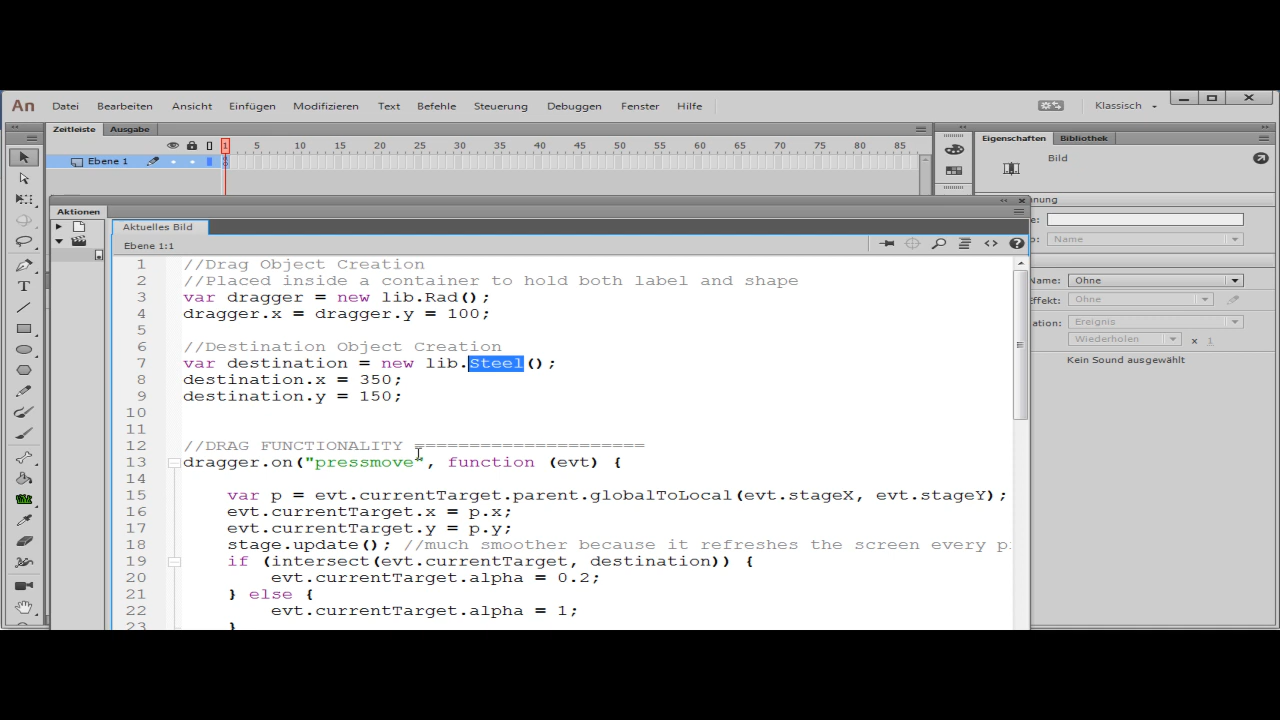 An Datei Bearbeiten Ansicht Einfügen Modifizieren Text Befehle Steuerung Debuggen Fenster Hilfe Klassisch
Zeitleiste Ausgabe
1 5 10 15 20 25 30 35 40 45 50 55 60 65 70 75 80 85
Ebene 1
Eigenschaften Bibliothek
Bild
nnung
e:
o: Name
Name: Ohne
Effekt: Ohne
ation: Ereignis
Wiederholen × 1
Kein Sound ausgewählt
Aktionen
Aktuelles Bild
Ebene 1:1
1 //Drag Object Creation
2 //Placed inside a container to hold both label and shape
3 var dragger = new lib.Rad();
4 dragger.x = dragger.y = 100;
5
6 //Destination Object Creation
7 var destination = new lib.Steel();
8 destination.x = 350;
9 destination.y = 150;
10
11
12 //DRAG FUNCTIONALITY =====================
13 dragger.on("pressmove", function (evt) {
14
15 var p = evt.currentTarget.parent.globalToLocal(evt.stageX, evt.stageY);
16 evt.currentTarget.x = p.x;
17 evt.currentTarget.y = p.y;
18 stage.update(); //much smoother because it refreshes the screen every p
19 if (intersect(evt.currentTarget, destination)) {
20 evt.currentTarget.alpha = 0.2;
21 } else {
22 evt.currentTarget.alpha = 1;
23 }